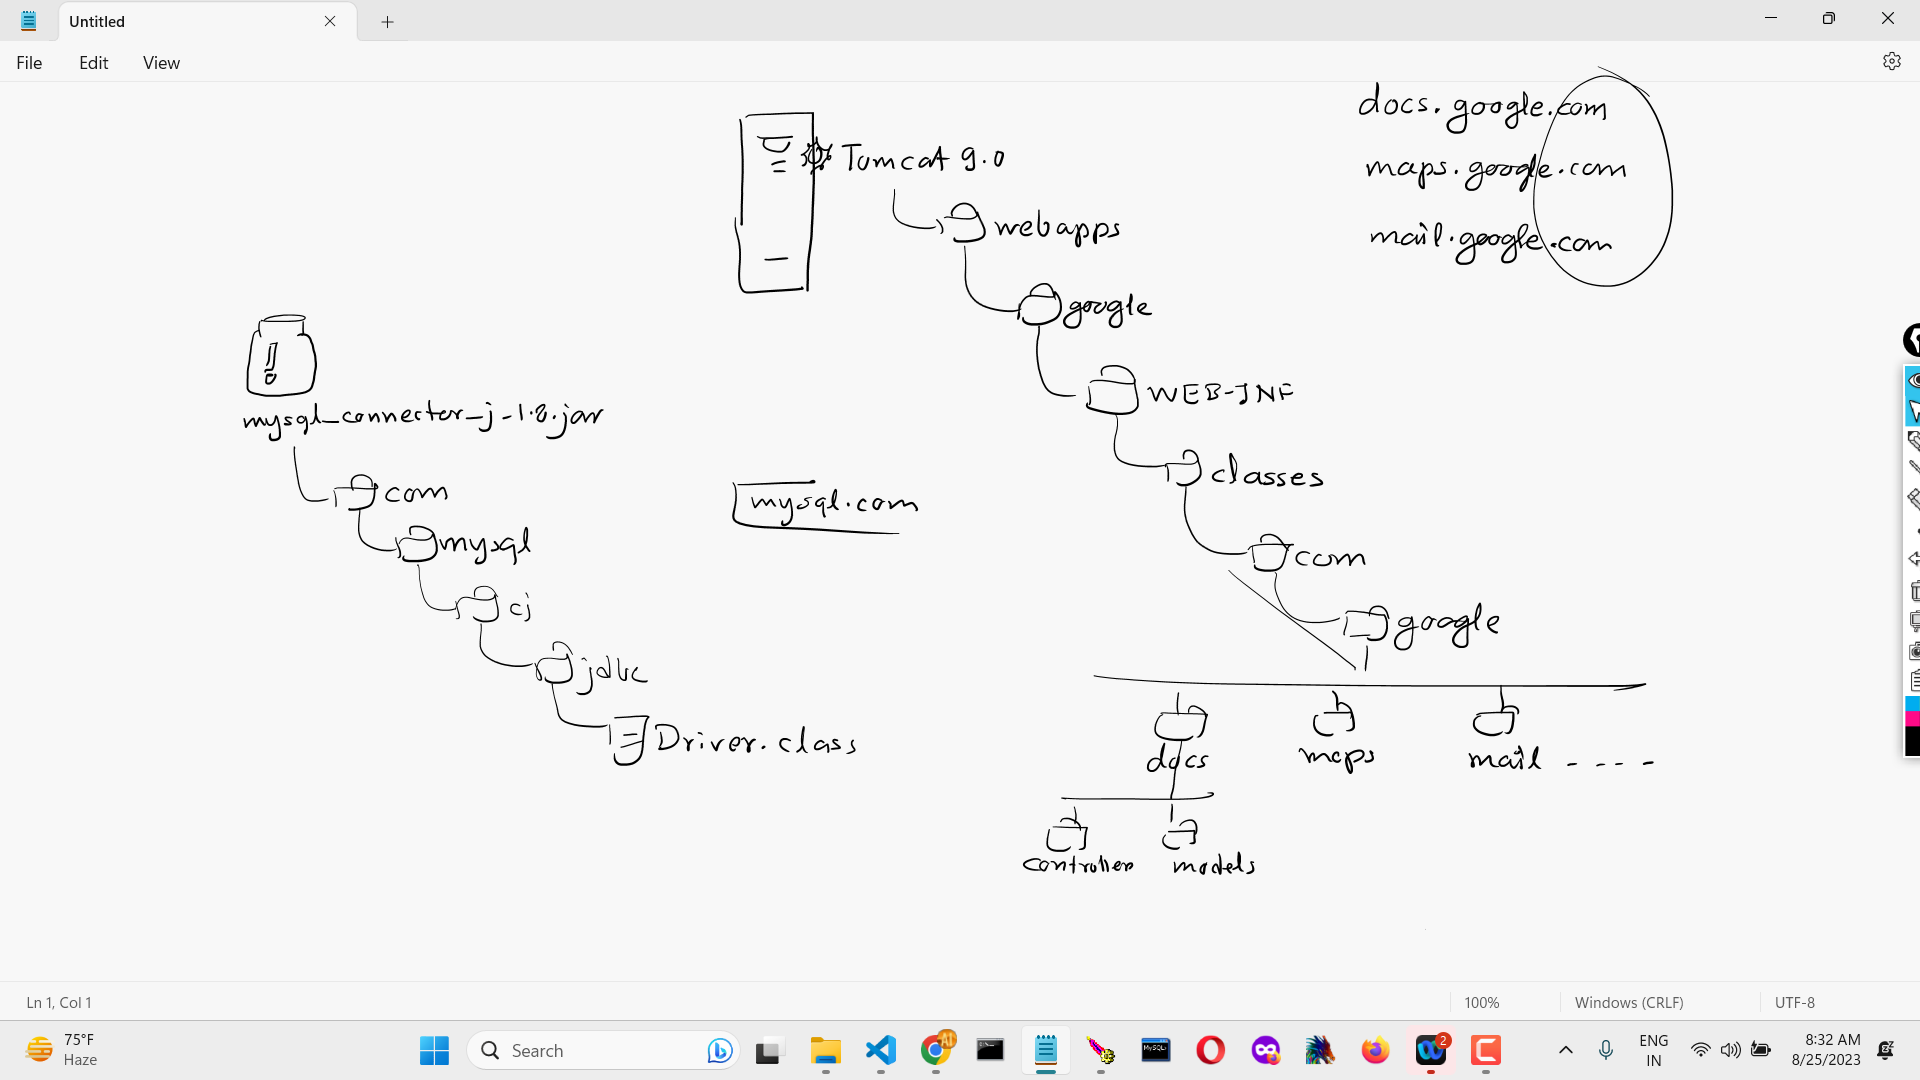 Untitled
File Edit View
docs.google.com
maps.google.com
mail.google.com
Tomcat 9.0
webapps
google
WEB-INF
classes
com
google
docs maps mail ----
controller models
mysql_connector_j-1.8.jar
com
mysql
cj
jdbc
Driver.class
mysql.com
Ln 1, Col 1
100%
Windows (CRLF)
UTF-8
75°F
Haze
Search
MySQL
2
ENG
IN
8:32 AM
8/25/2023